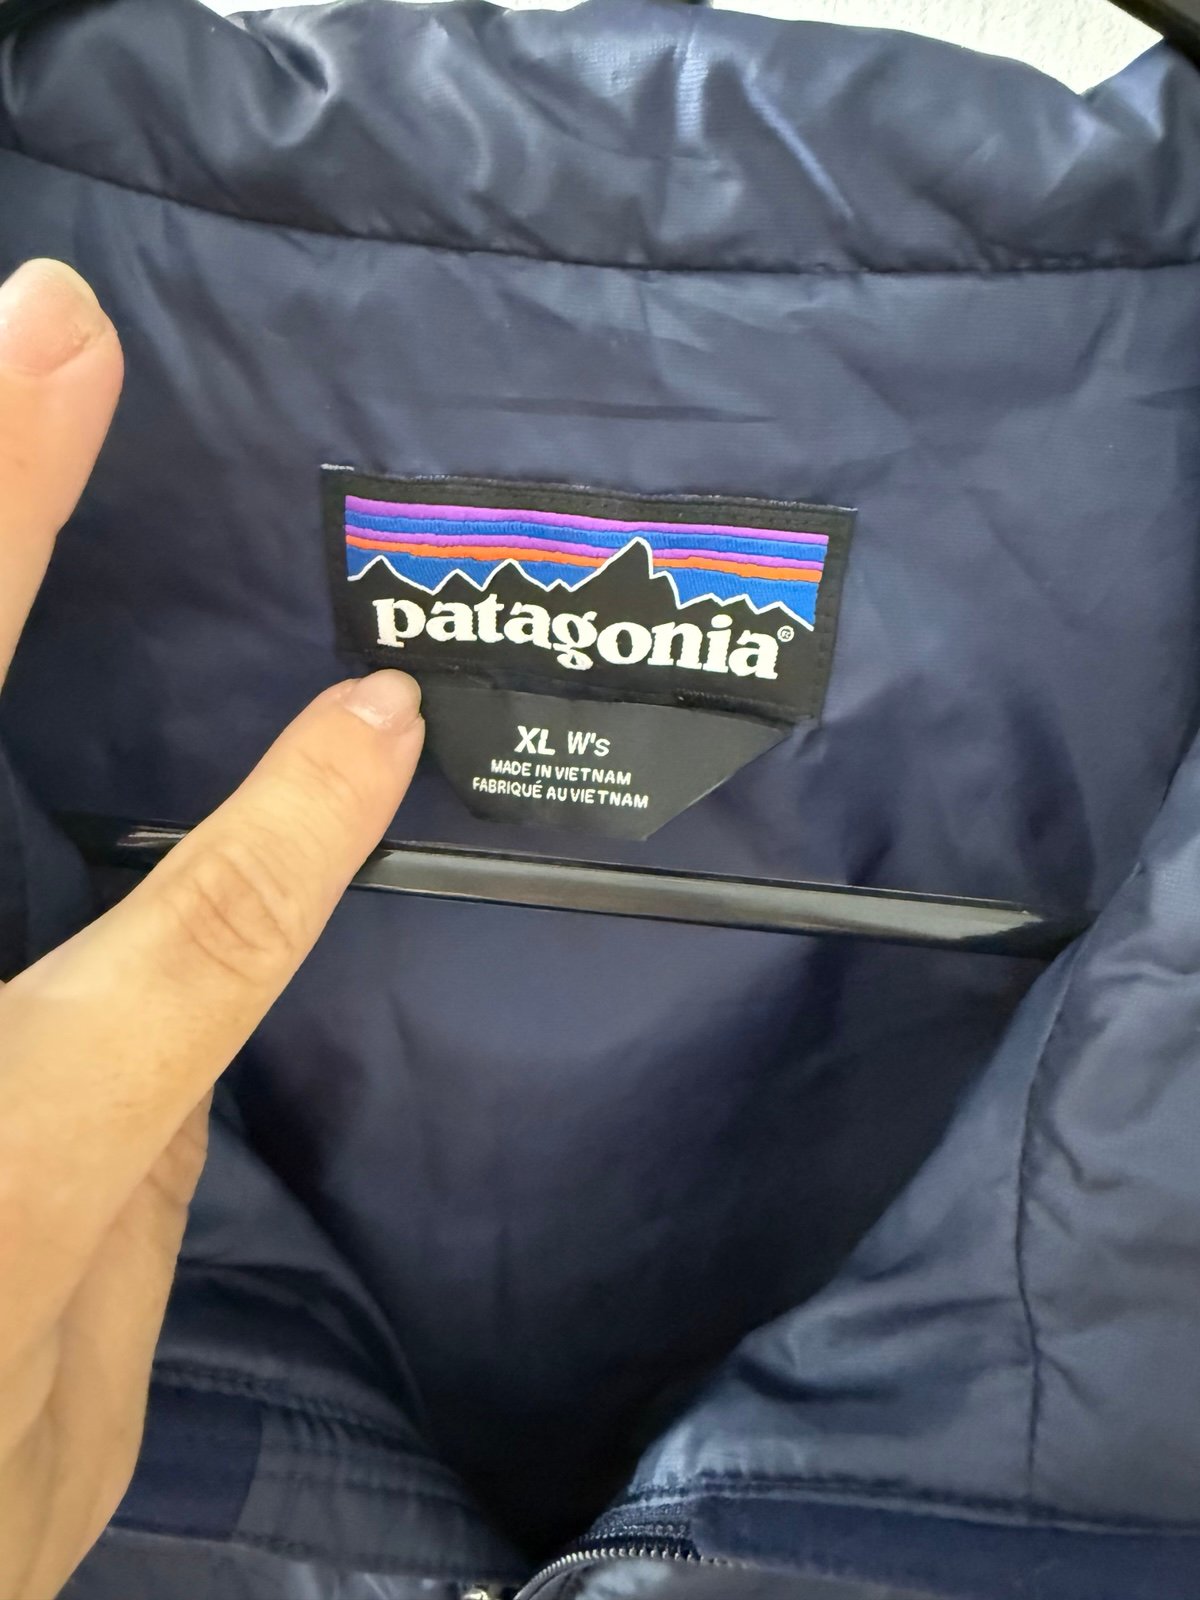 patagonia®
XL W's
MADE IN VIETNAM
FABRIQUÉ AU VIETNAM